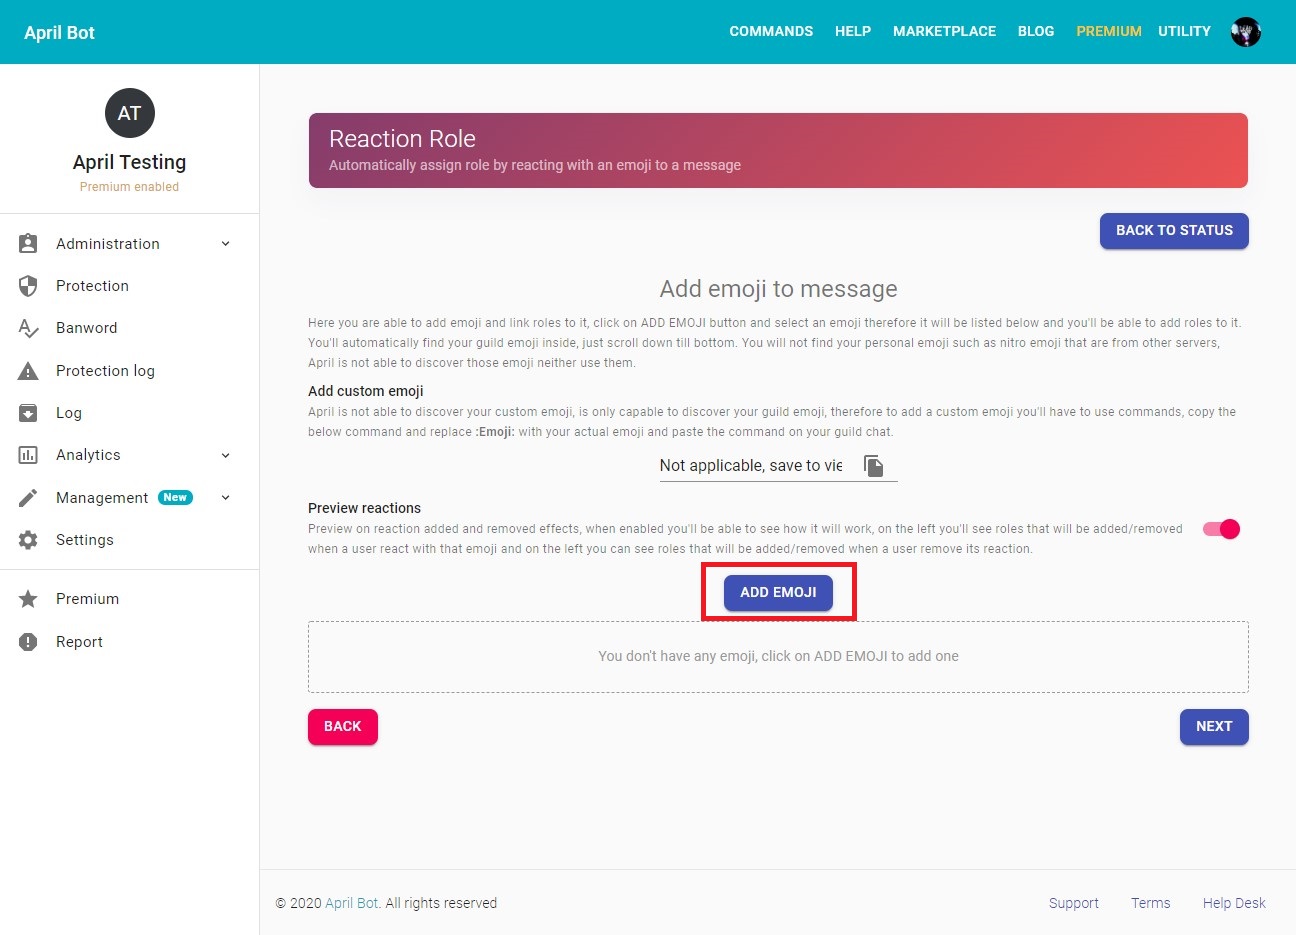 April Bot
COMMANDS HELP MARKETPLACE BLOG PREMIUM UTILITY
AT
April Testing
Premium enabled
Administration
Protection
Banword
Protection log
Log
Analytics
Management New
Settings
Premium
Report
Reaction Role
Automatically assign role by reacting with an emoji to a message
BACK TO STATUS
Add emoji to message
Here you are able to add emoji and link roles to it, click on ADD EMOJI button and select an emoji therefore it will be listed below and you'll be able to add roles to it.
You'll automatically find your guild emoji inside, just scroll down till bottom. You will not find your personal emoji such as nitro emoji that are from other servers,
April is not able to discover those emoji neither use them.
Add custom emoji
April is not able to discover your custom emoji, is only capable to discover your guild emoji, therefore to add a custom emoji you'll have to use commands, copy the
below command and replace :Emoji: with your actual emoji and paste the command on your guild chat.
Not applicable, save to vie
Preview reactions
Preview on reaction added and removed effects, when enabled you'll be able to see how it will work, on the left you'll see roles that will be added/removed
when a user react with that emoji and on the left you can see roles that will be added/removed when a user remove its reaction.
ADD EMOJI
You don't have any emoji, click on ADD EMOJI to add one
BACK
NEXT
© 2020 April Bot. All rights reserved
Support Terms Help Desk